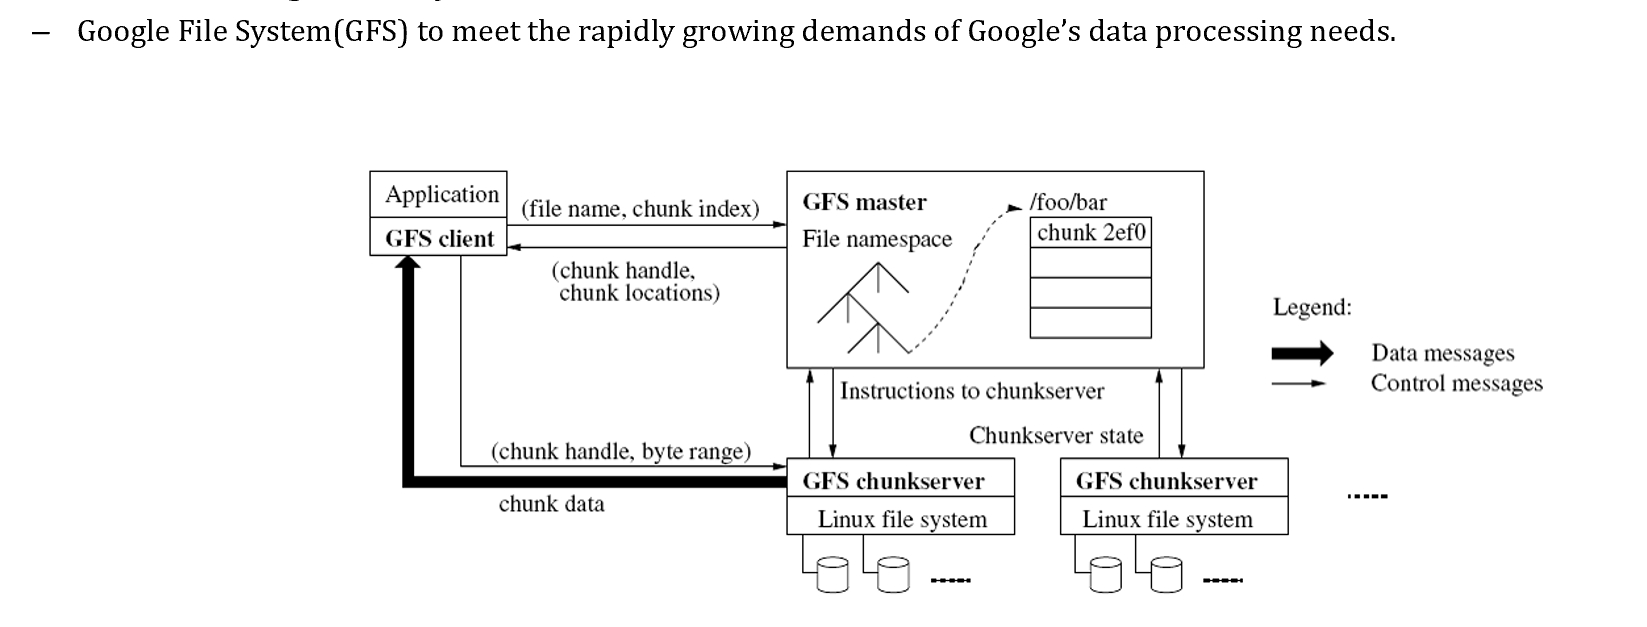 – Google File System(GFS) to meet the rapidly growing demands of Google’s data processing needs.
Application
GFS client
(file name, chunk index)
(chunk handle,
chunk locations)
GFS master
File namespace
/foo/bar
chunk 2ef0
Legend:
Data messages
Control messages
Instructions to chunkserver
Chunkserver state
(chunk handle, byte range)
chunk data
GFS chunkserver
Linux file system
GFS chunkserver
Linux file system